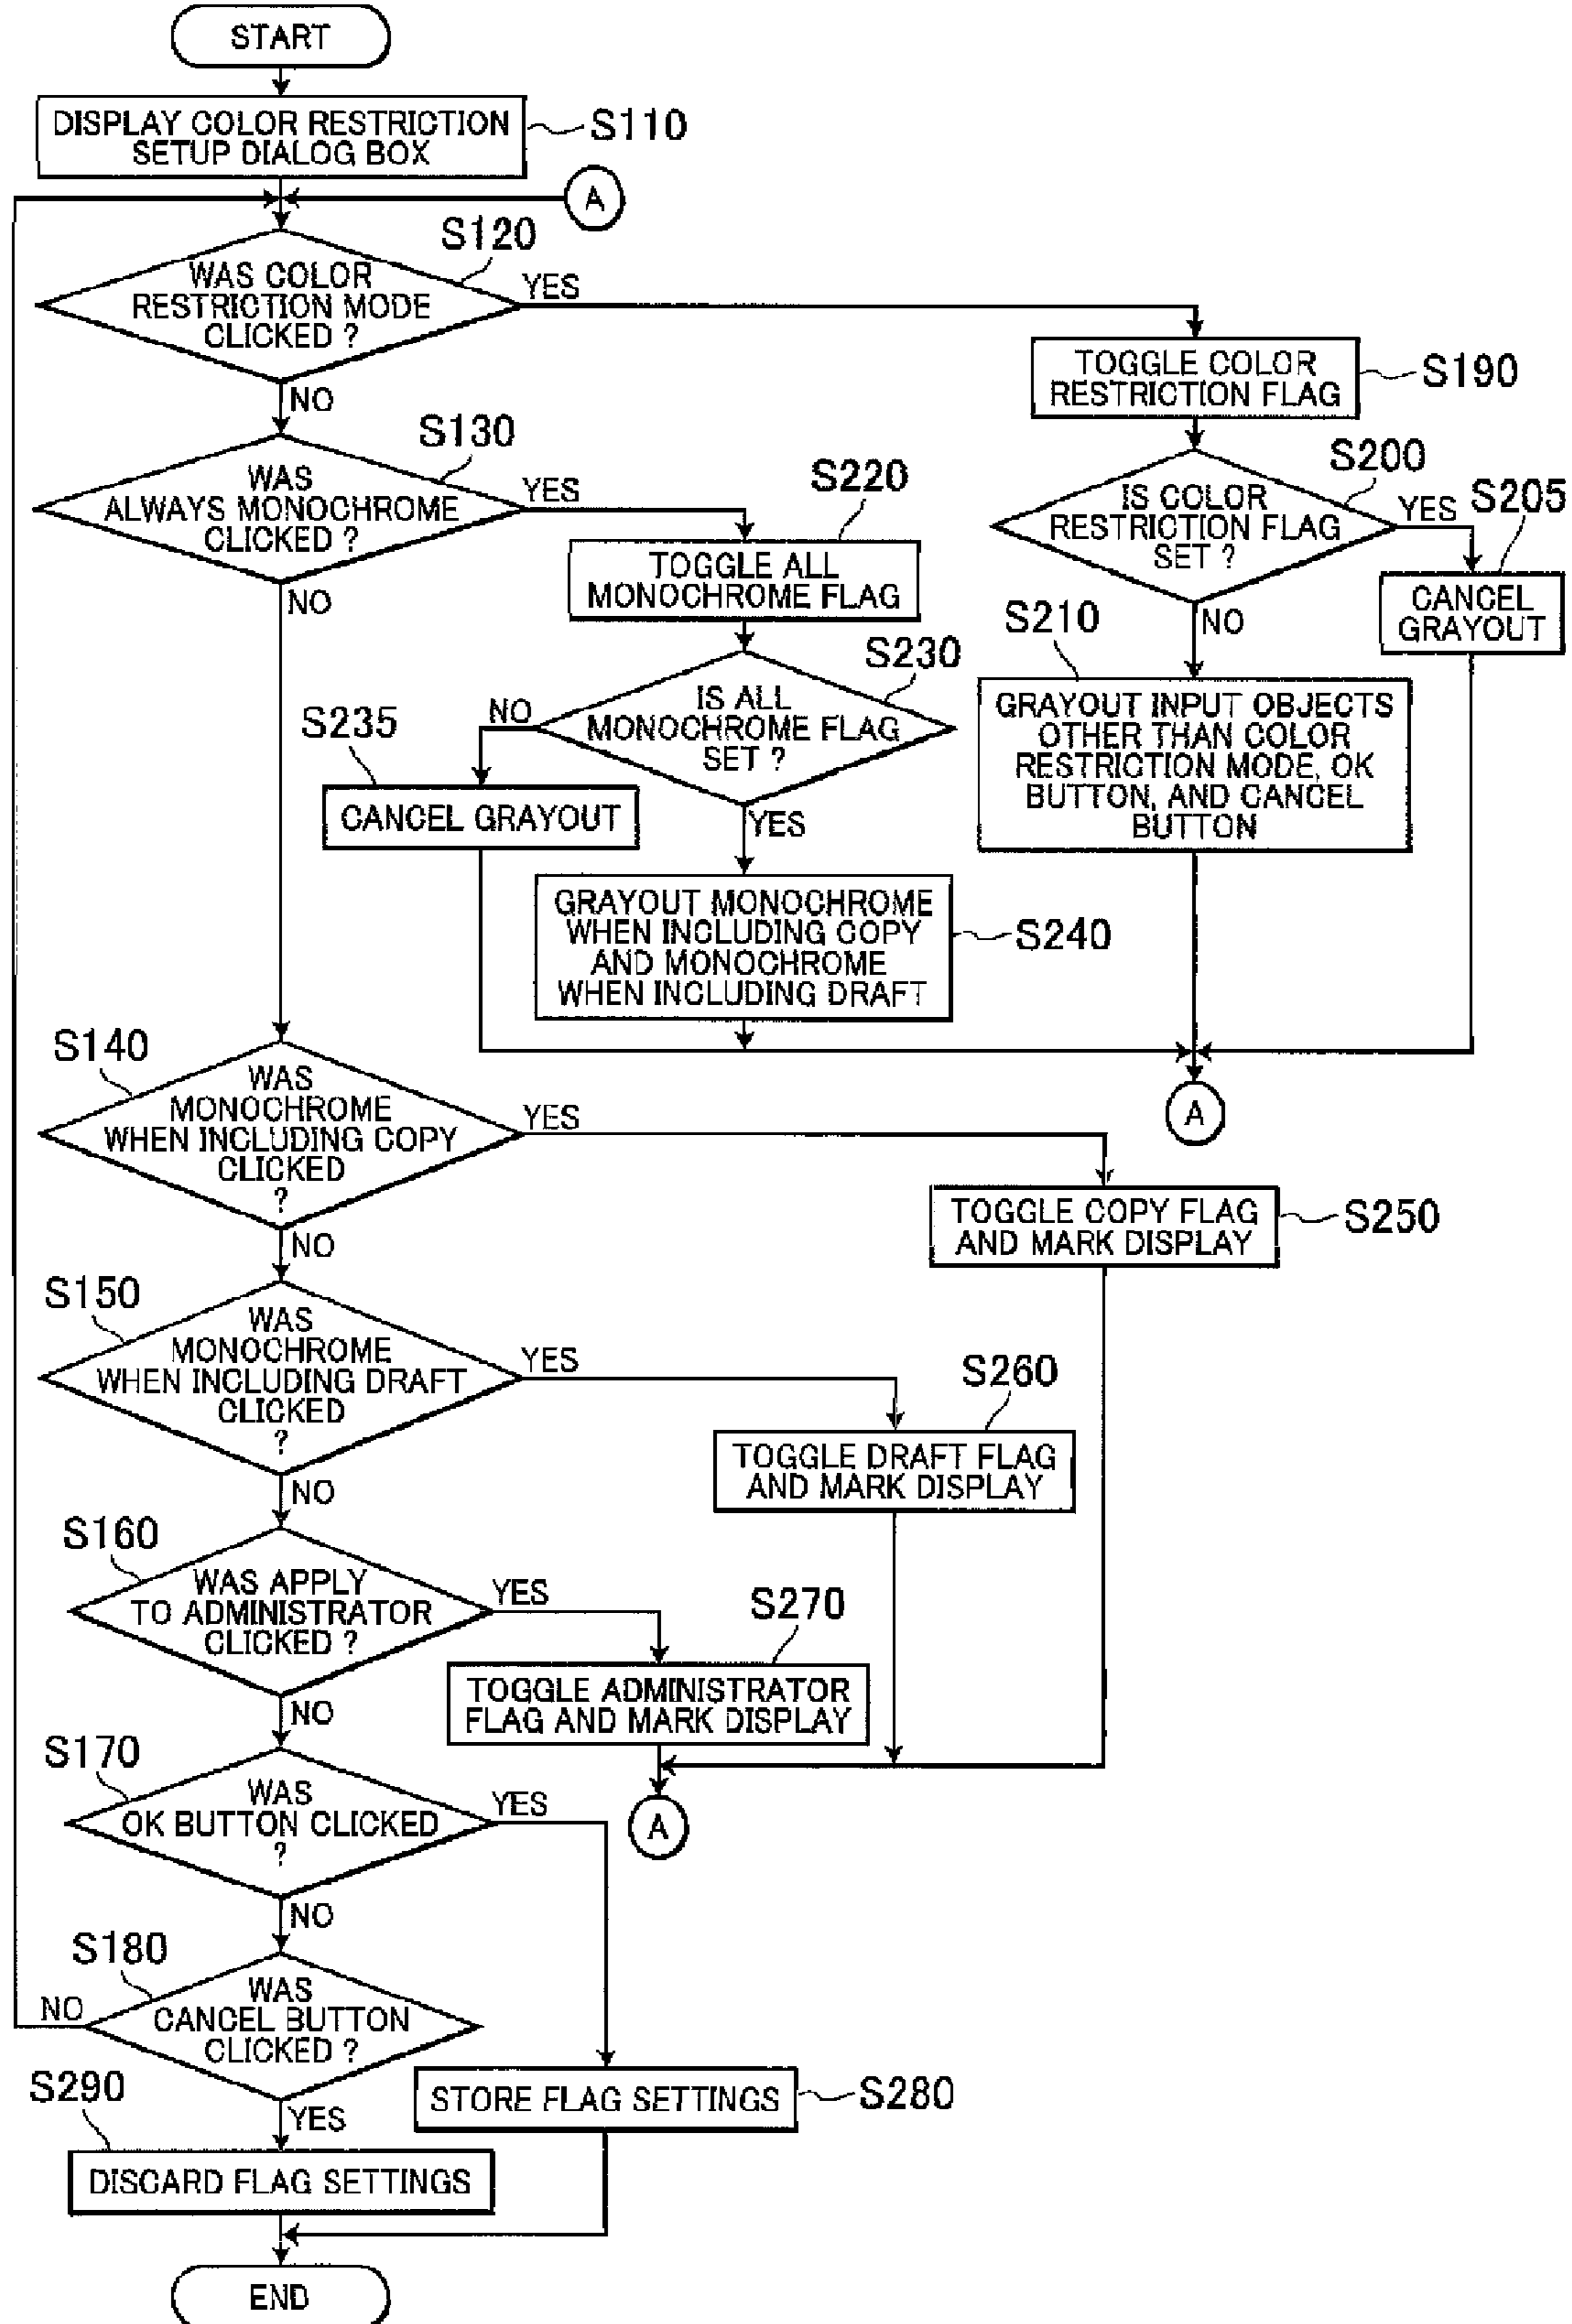 START
DISPLAY COLOR RESTRICTION
SETUP DIALOG BOX
S110
A
S120
WAS COLOR
RESTRICTION MODE
CLICKED ?
YES
NO
TOGGLE COLOR
RESTRICTION FLAG
S190
S130
WAS
ALWAYS MONOCHROME
CLICKED ?
YES
NO
S220
TOGGLE ALL
MONOCHROME FLAG
S200
IS COLOR
RESTRICTION FLAG
SET ?
YES
NO
S205
CANCEL
GRAYOUT
S210
GRAYOUT INPUT OBJECTS
OTHER THAN COLOR
RESTRICTION MODE, OK
BUTTON, AND CANCEL
BUTTON
S230
IS ALL
MONOCHROME FLAG
SET ?
NO
YES
S235
CANCEL GRAYOUT
GRAYOUT MONOCHROME
WHEN INCLUDING COPY
AND MONOCHROME
WHEN INCLUDING DRAFT
S240
A
S140
WAS
MONOCHROME
WHEN INCLUDING COPY
CLICKED
?
YES
NO
TOGGLE COPY FLAG
AND MARK DISPLAY
S250
S150
WAS
MONOCHROME
WHEN INCLUDING DRAFT
CLICKED
?
YES
NO
S260
TOGGLE DRAFT FLAG
AND MARK DISPLAY
S160
WAS APPLY
TO ADMINISTRATOR
CLICKED ?
YES
NO
S270
TOGGLE ADMINISTRATOR
FLAG AND MARK DISPLAY
A
S170
WAS
OK BUTTON CLICKED
?
YES
NO
S180
WAS
CANCEL BUTTON
CLICKED ?
NO
YES
STORE FLAG SETTINGS
S280
S290
DISCARD FLAG SETTINGS
END